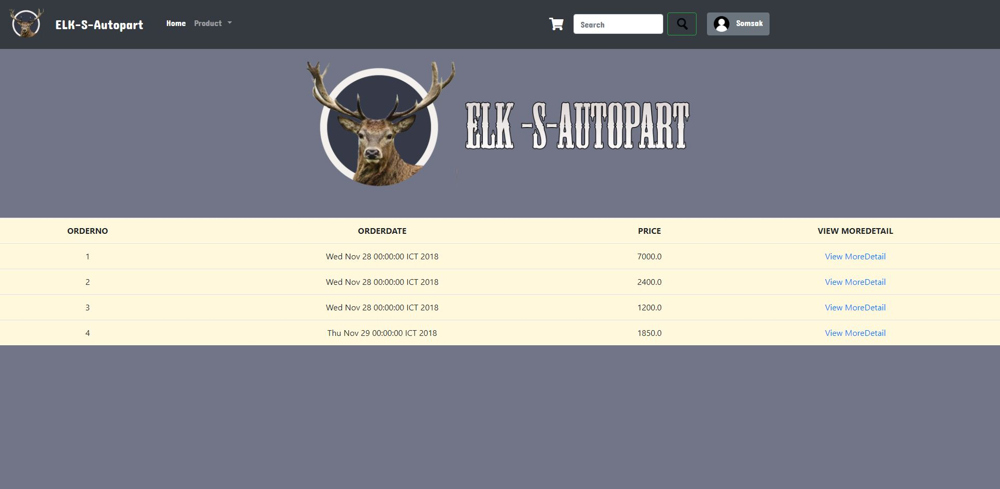 ELK-S-Autopart Home Product Search Somsak
ELK -S-AUTOPART
ORDERNO ORDERDATE PRICE VIEW MOREDETAIL
1 Wed Nov 28 00:00:00 ICT 2018 7000.0 View MoreDetail
2 Wed Nov 28 00:00:00 ICT 2018 2400.0 View MoreDetail
3 Wed Nov 28 00:00:00 ICT 2018 1200.0 View MoreDetail
4 Thu Nov 29 00:00:00 ICT 2018 1850.0 View MoreDetail